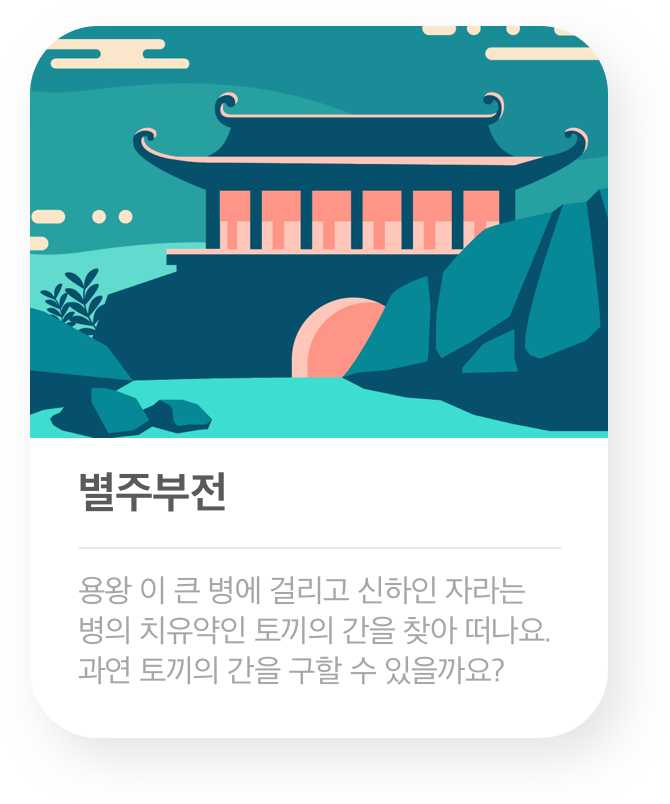 별주부전
용왕 이 큰 병에 걸리고 신하인 자라는
병의 치유약인 토끼의 간을 찾아 떠나요.
과연 토끼의 간을 구할 수 있을까요?